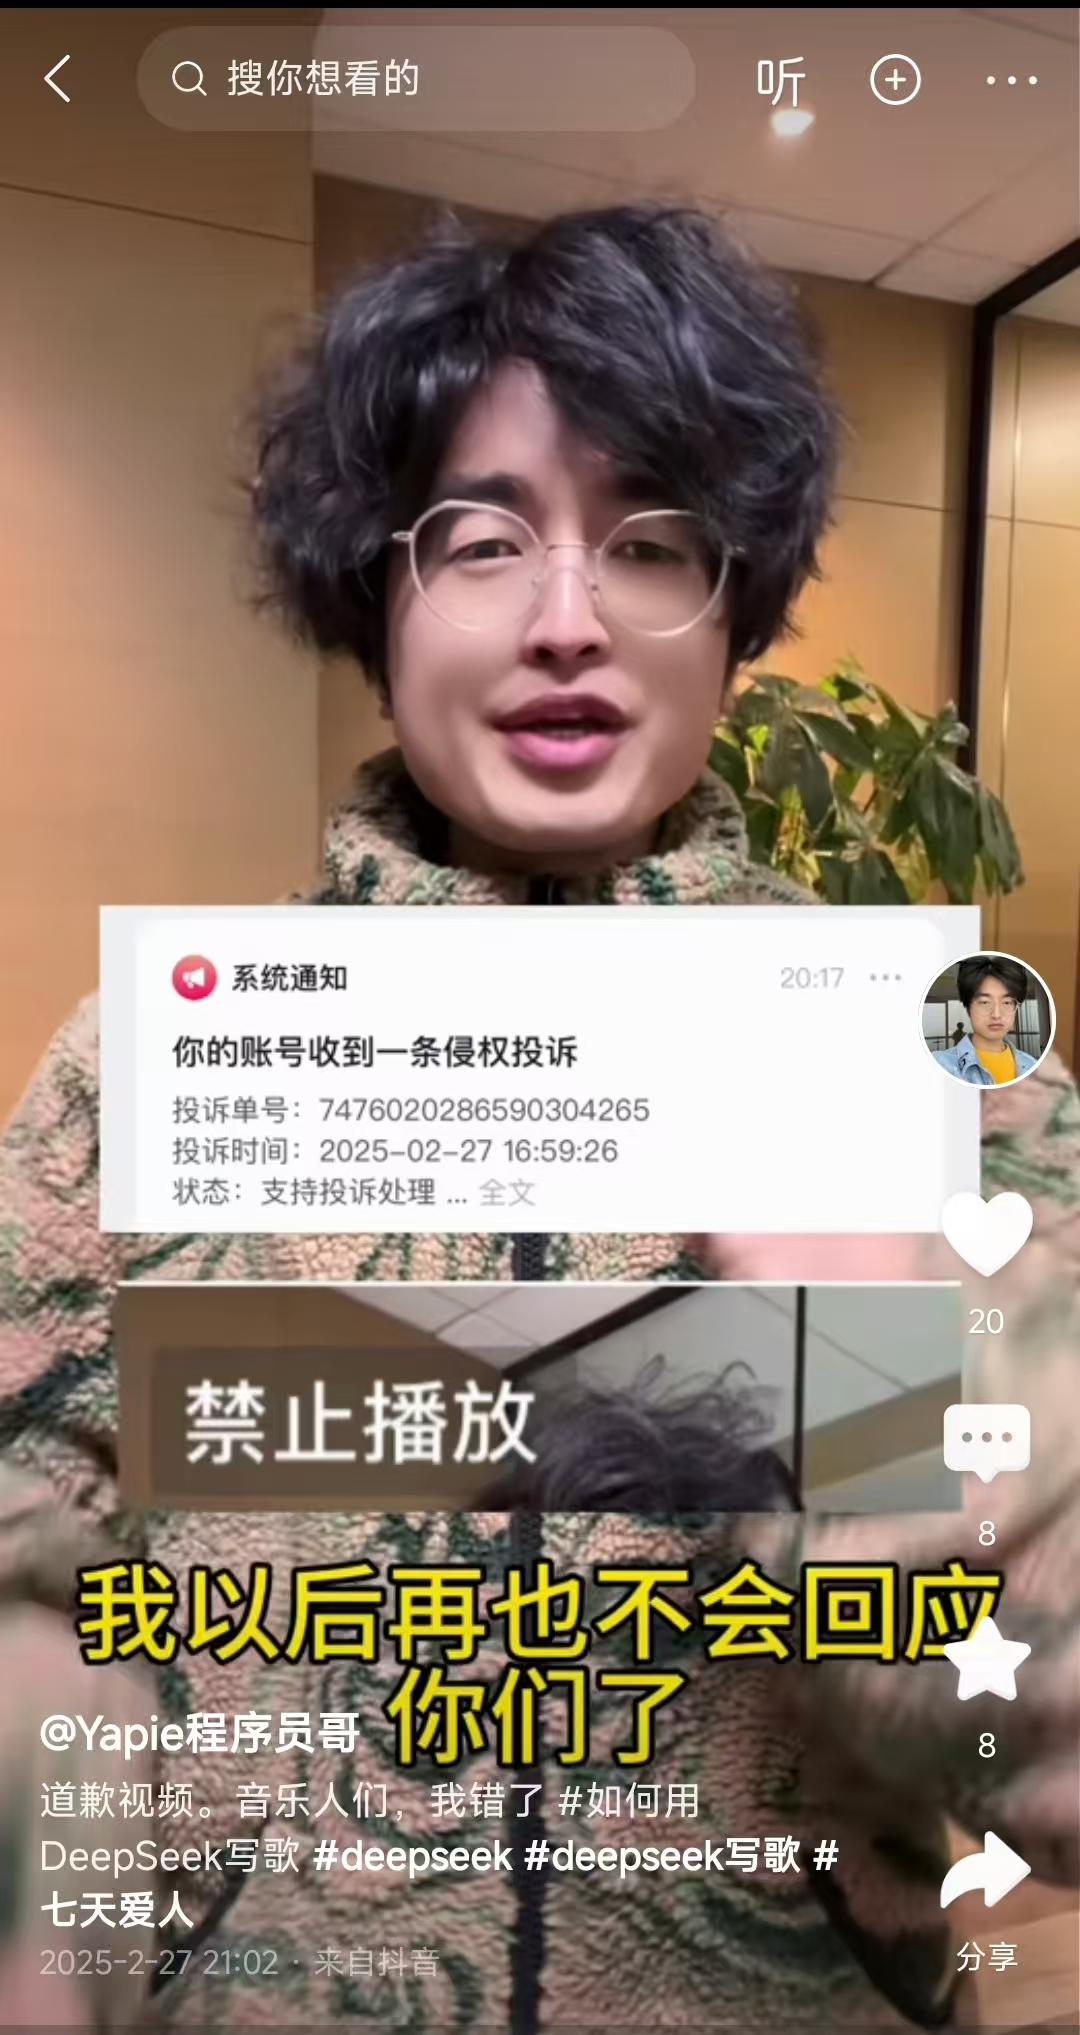 搜你想看的
听
系统通知
20:17
你的账号收到一条侵权投诉
投诉单号：7476020286590304265
投诉时间：2025-02-27 16:59:26
状态：支持投诉处理 ... 全文
20
禁止播放
8
我以后再也不会回应
你们了
8
@Yapie程序员哥
道歉视频。音乐人们，我错了 #如何用
DeepSeek写歌 #deepseek #deepseek写歌 #
七天爱人
2025-2-27 21:02 · 来自抖音
分享